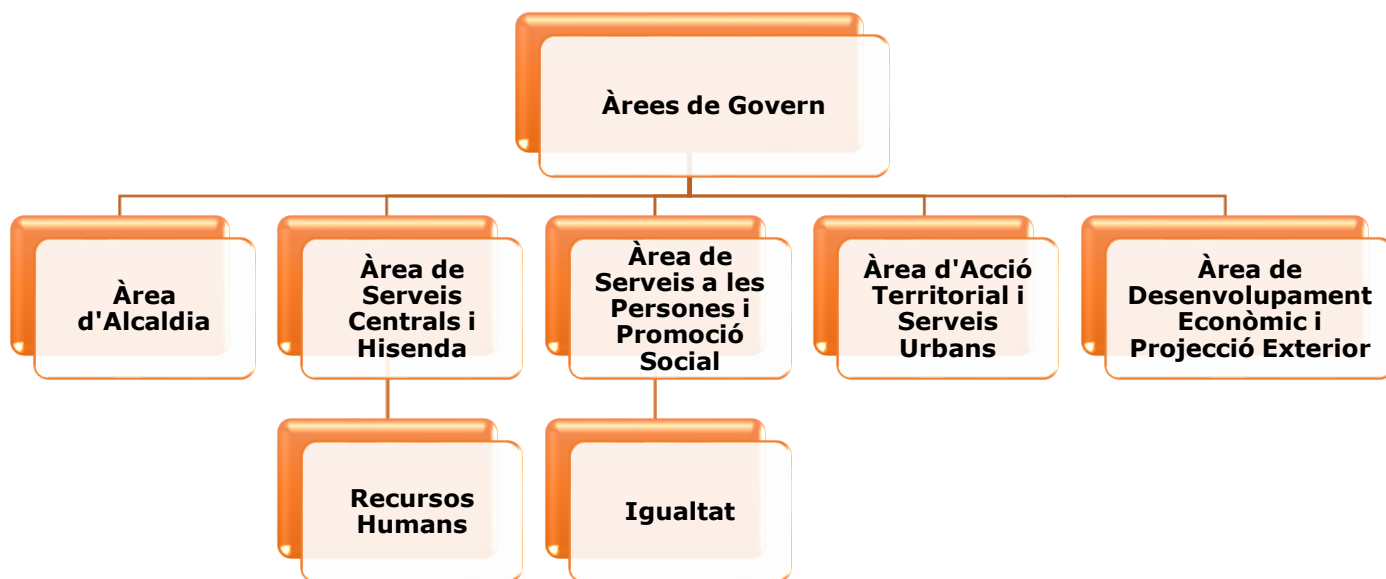 Àrees de Govern
Àrea
d'Alcaldia
Àrea de
Serveis
Centrals i
Hisenda
Àrea de
Serveis a les
Persones i
Promoció
Social
Àrea d'Acció
Territorial i
Serveis
Urbans
Àrea de
Desenvolupament
Econòmic i
Projecció Exterior
Recursos
Humans
Igualtat